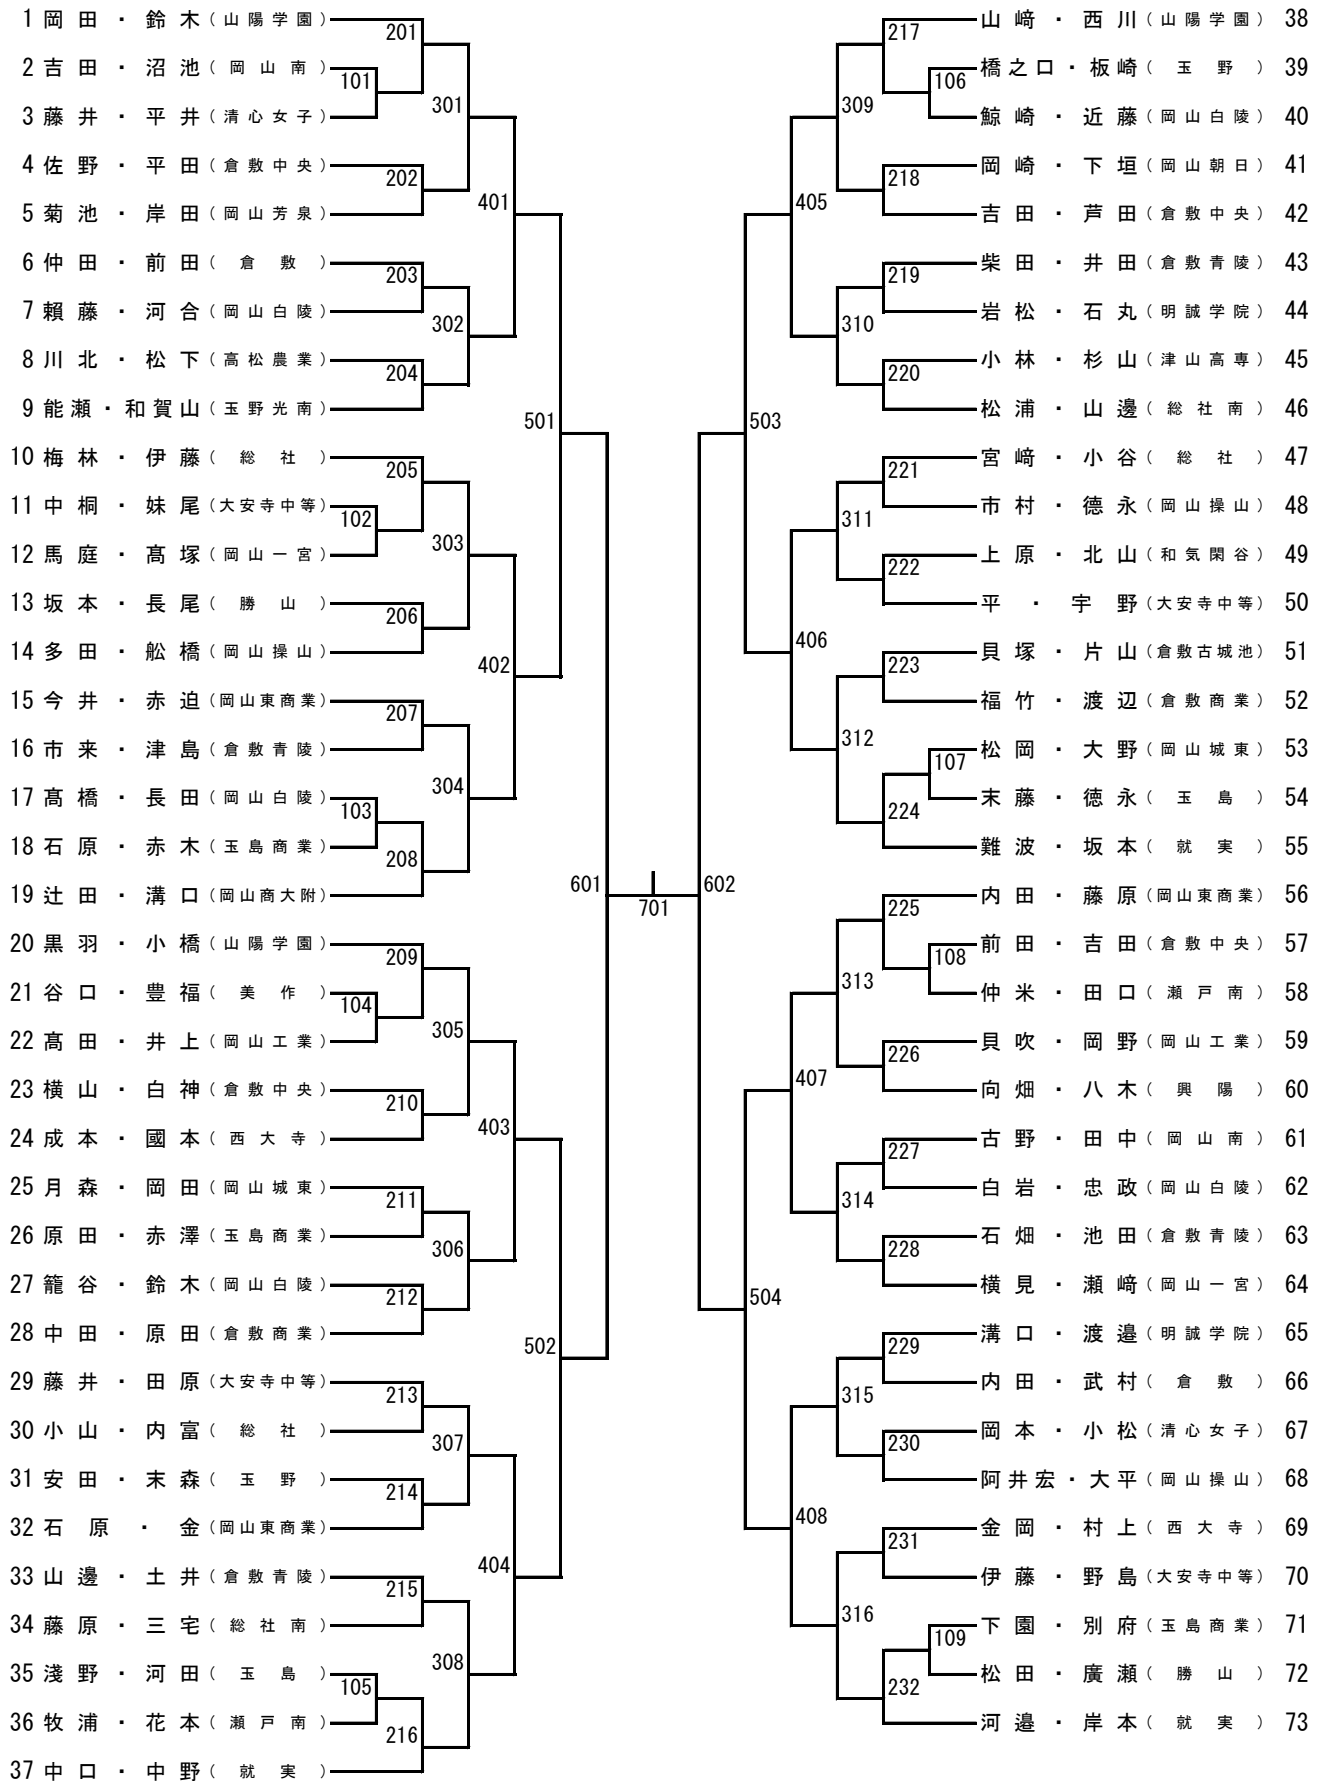 1 岡田・鈴木（山陽学園）
2 吉田・沼池（岡山南）
3 藤井・平井（清心女子）
4 佐野・平田（倉敷中央）
5 菊池・岸田（岡山芳泉）
6 仲田・前田（倉敷）
7 賴藤・河合（岡山白陵）
8 川北・松下（高松農業）
9 能瀬・和賀山（玉野光南）
10 梅林・伊藤（総社）
11 中桐・妹尾（大安寺中等）
12 馬庭・髙塚（岡山一宮）
13 坂本・長尾（勝山）
14 多田・舩橋（岡山操山）
15 今井・赤迫（岡山東商業）
16 市来・津島（倉敷青陵）
17 髙橋・長田（岡山白陵）
18 石原・赤木（玉島商業）
19 辻田・溝口（岡山商大附）
20 黒羽・小橋（山陽学園）
21 谷口・豊福（美作）
22 髙田・井上（岡山工業）
23 横山・白神（倉敷中央）
24 成本・國本（西大寺）
25 月森・岡田（岡山城東）
26 原田・赤澤（玉島商業）
27 籠谷・鈴木（岡山白陵）
28 中田・原田（倉敷商業）
29 藤井・田原（大安寺中等）
30 小山・内富（総社）
31 安田・末森（玉野）
32 石原・金（岡山東商業）
33 山邊・土井（倉敷青陵）
34 藤原・三宅（総社南）
35 淺野・河田（玉島）
36 牧浦・花本（瀬戸南）
37 中口・中野（就実）
101
102
103
104
105
201
202
203
204
205
206
207
208
209
210
211
212
213
214
215
216
301
302
303
304
305
306
307
308
401
402
403
404
501
502
601
701
602
503
504
405
406
407
408
309
310
311
312
313
314
315
316
217
218
219
220
221
222
223
224
225
226
227
228
229
230
231
232
106
107
108
109
山﨑・西川（山陽学園） 38
橋之口・板崎（玉野） 39
鯨崎・近藤（岡山白陵） 40
岡崎・下垣（岡山朝日） 41
吉田・芦田（倉敷中央） 42
柴田・井田（倉敷青陵） 43
岩松・石丸（明誠学院） 44
小林・杉山（津山高専） 45
松浦・山邊（総社南） 46
宮﨑・小谷（総社） 47
市村・德永（岡山操山） 48
上原・北山（和気閑谷） 49
平・宇野（大安寺中等） 50
貝塚・片山（倉敷古城池） 51
福竹・渡辺（倉敷商業） 52
松岡・大野（岡山城東） 53
末藤・徳永（玉島） 54
難波・坂本（就実） 55
内田・藤原（岡山東商業） 56
前田・吉田（倉敷中央） 57
仲米・田口（瀬戸南） 58
貝吹・岡野（岡山工業） 59
向畑・八木（興陽） 60
古野・田中（岡山南） 61
白岩・忠政（岡山白陵） 62
石畑・池田（倉敷青陵） 63
横見・瀬﨑（岡山一宮） 64
溝口・渡邉（明誠学院） 65
内田・武村（倉敷） 66
岡本・小松（清心女子） 67
阿井宏・大平（岡山操山） 68
金岡・村上（西大寺） 69
伊藤・野島（大安寺中等） 70
下園・別府（玉島商業） 71
松田・廣瀬（勝山） 72
河邉・岸本（就実） 73